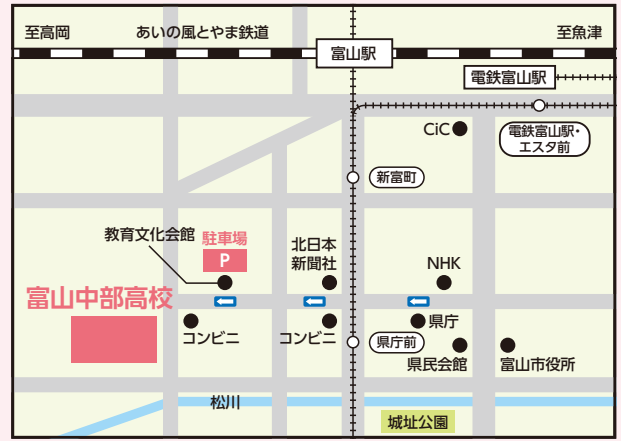 至高岡
あいの風とやま鉄道
富山駅
至魚津
電鉄富山駅
CiC
電鉄富山駅・
エスタ前
新富町
教育文化会館
駐車場
P
北日本
新聞社
NHK
富山中部高校
コンビニ
コンビニ
県庁
県庁前
県民会館
富山市役所
松川
城址公園